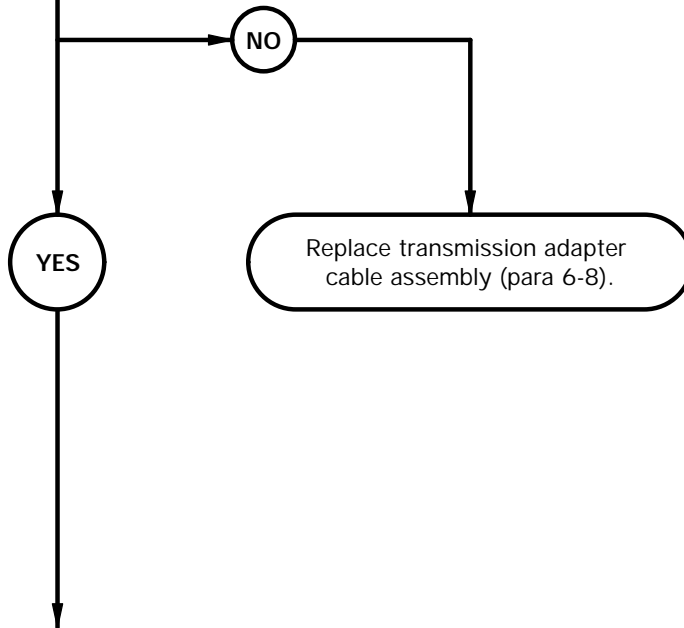 NO
YES
Replace transmission adapter
cable assembly (para 6-8).